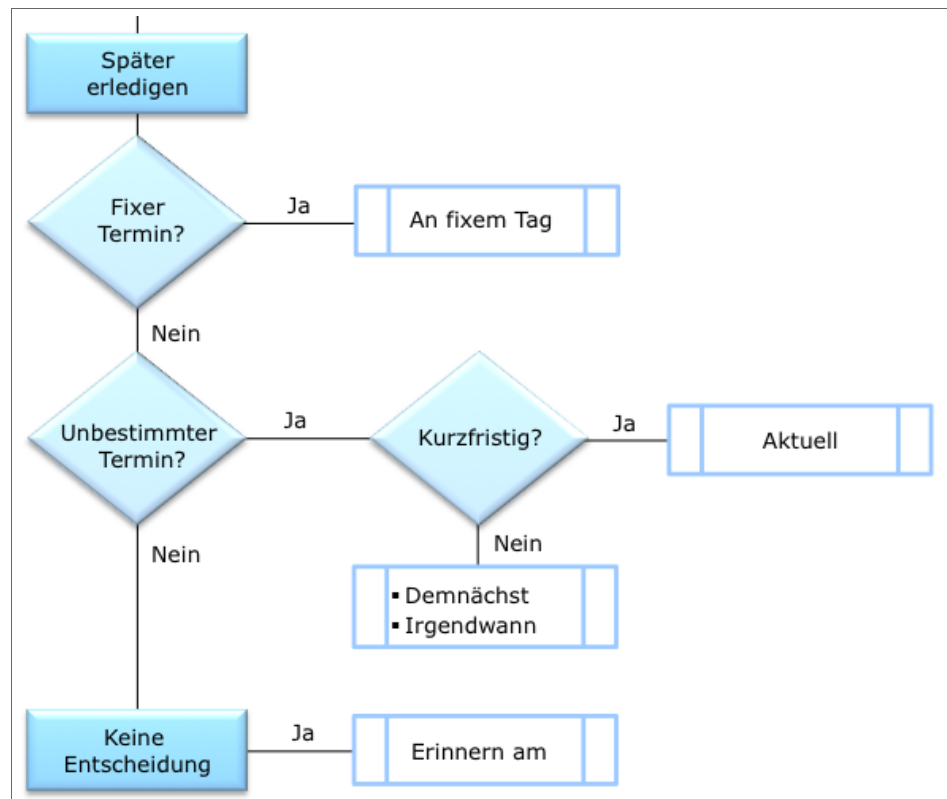 Später
erledigen
Fixer
Termin?
Ja
An fixem Tag
Nein
Unbestimmter
Termin?
Ja
Kurzfristig?
Ja
Aktuell
Nein
Nein
▪ Demnächst
▪ Irgendwann
Keine
Entscheidung
Ja
Erinnern am